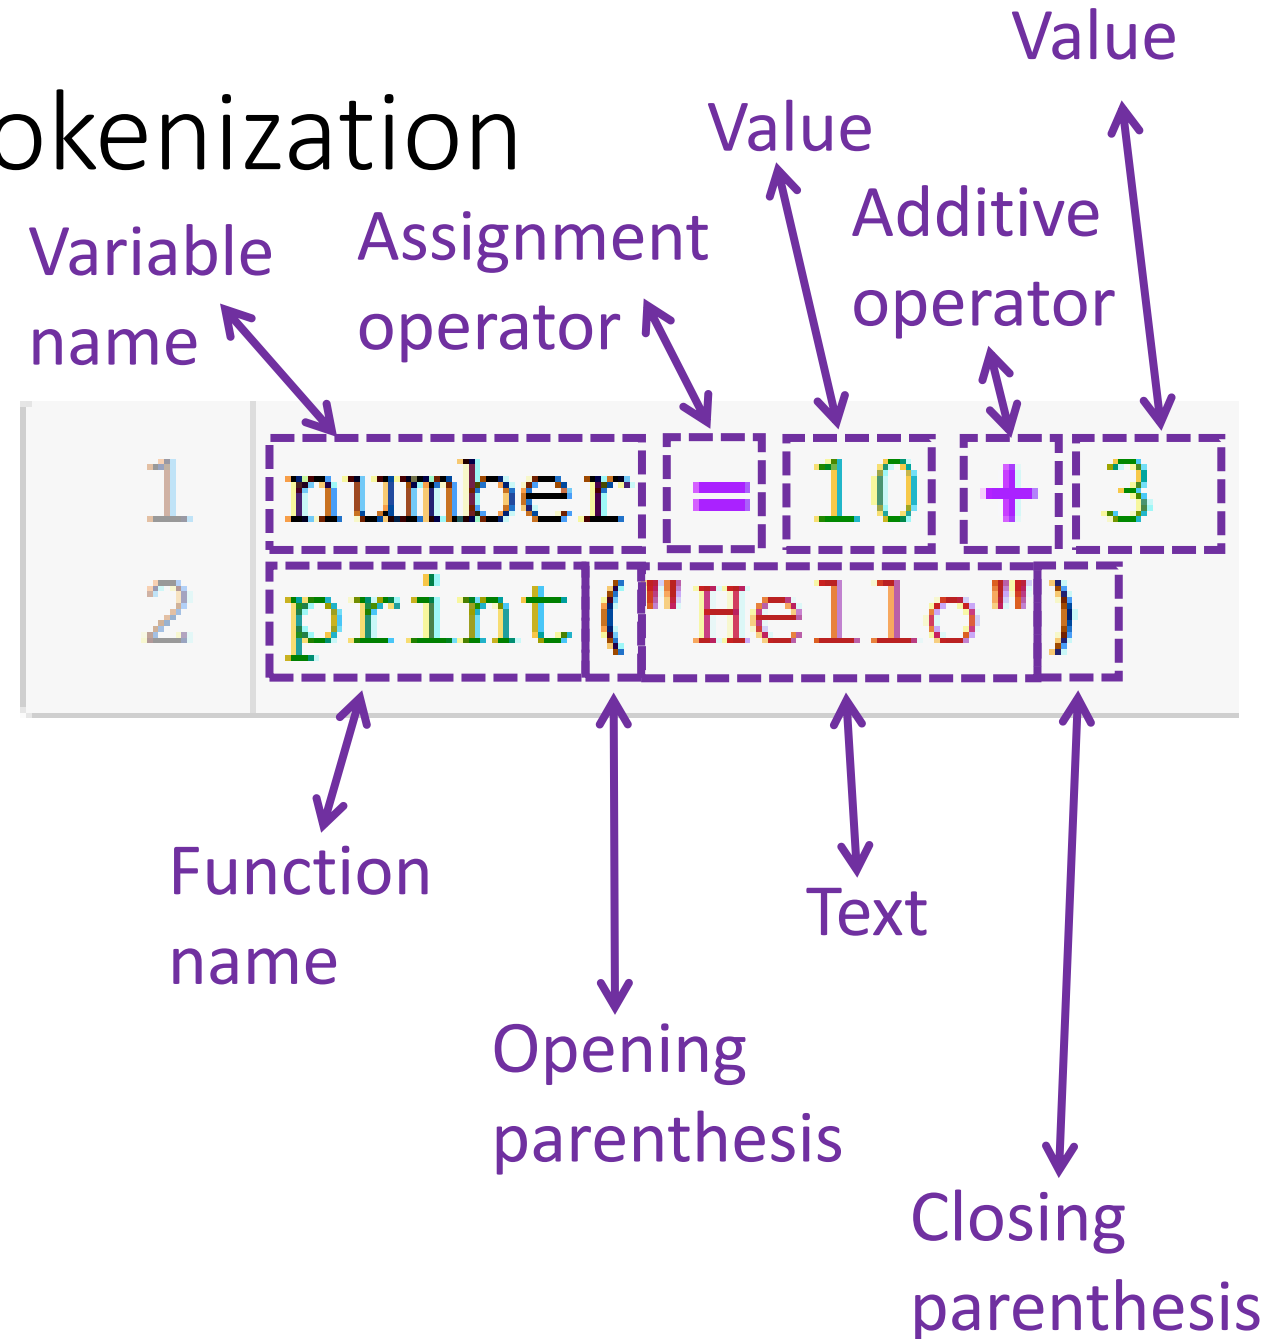 Value
okenization
Value
Additive
operator
Assignment
operator
Variable
name
1 number = 10 + 3
2 print("Hello")
Function
name
Text
Opening
parenthesis
Closing
parenthesis